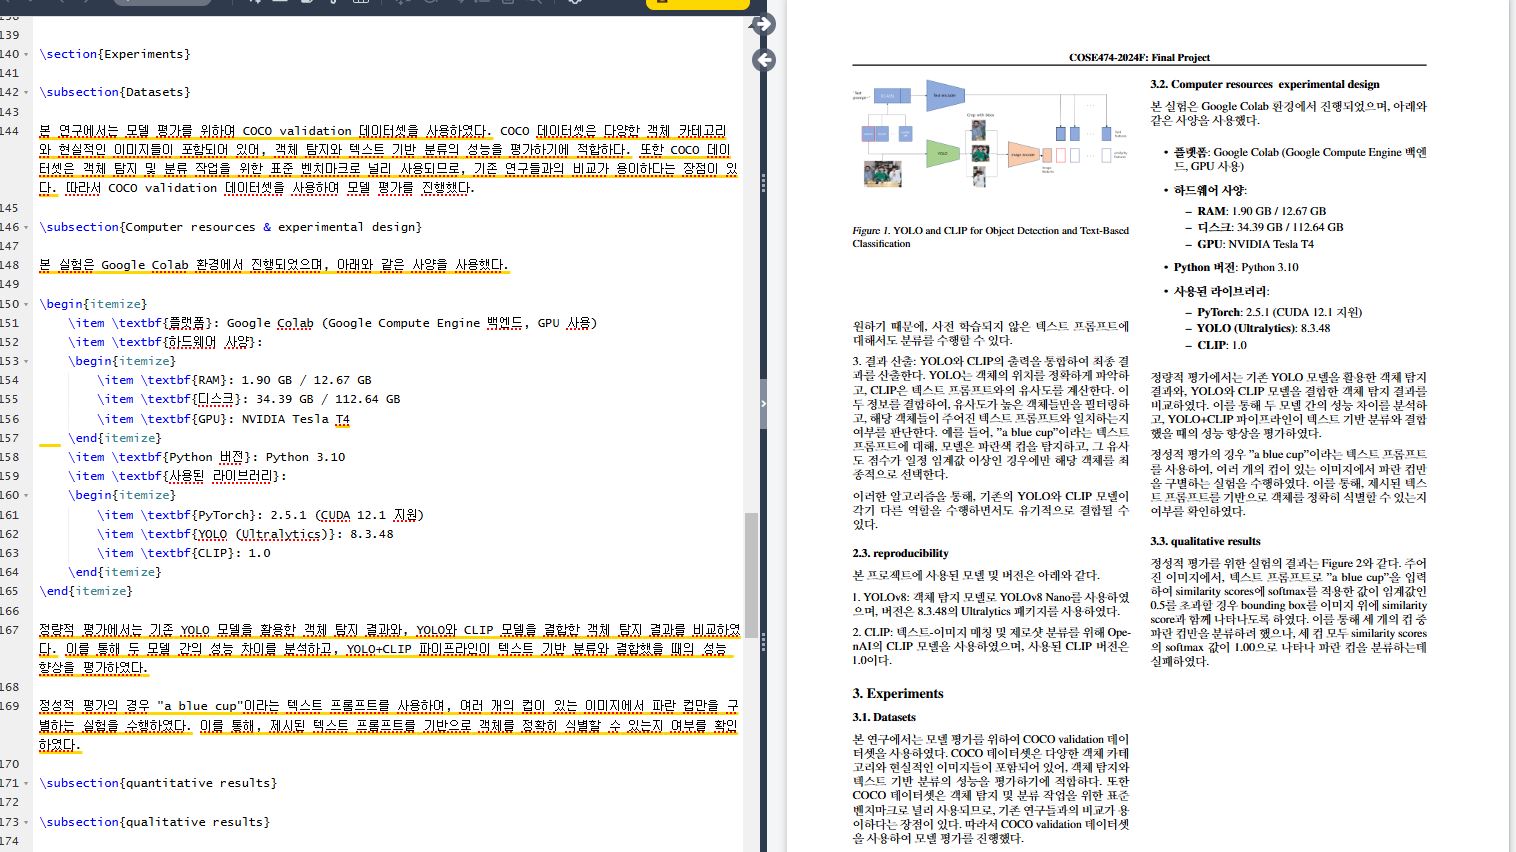 138
139
140 \section{Experiments}
141
142 \subsection{Datasets}
143
144 본 연구에서는 모델 평가를 위하여 COCO validation 데이터셋을 사용하였다. COCO 데이터셋은 다양한 객체 카테고리
와 현실적인 이미지들이 포함되어 있어, 객체 탐지와 텍스트 기반 분류의 성능을 평가하기에 적합하다. 또한 COCO 데이
터셋은 객체 탐지 및 분류 작업을 위한 표준 벤치마크로 널리 사용되므로, 기존 연구들과의 비교가 용이하다는 장점이 있
다. 따라서 COCO validation 데이터셋을 사용하여 모델 평가를 진행했다.
145
146 \subsection{Computer resources & experimental design}
147
148 본 실험은 Google Colab 환경에서 진행되었으며, 아래와 같은 사양을 사용했다.
149
150 \begin{itemize}
151 \item \textbf{플랫폼}: Google Colab (Google Compute Engine 백엔드, GPU 사용)
152 \item \textbf{하드웨어 사양}:
153 \begin{itemize}
154 \item \textbf{RAM}: 1.90 GB / 12.67 GB
155 \item \textbf{디스크}: 34.39 GB / 112.64 GB
156 \item \textbf{GPU}: NVIDIA Tesla T4
157 \end{itemize}
158 \item \textbf{Python 버전}: Python 3.10
159 \item \textbf{사용된 라이브러리}:
160 \begin{itemize}
161 \item \textbf{PyTorch}: 2.5.1 (CUDA 12.1 지원)
162 \item \textbf{YOLO (Ultralytics)}: 8.3.48
163 \item \textbf{CLIP}: 1.0
164 \end{itemize}
165 \end{itemize}
166
167 정량적 평가에서는 기존 YOLO 모델을 활용한 객체 탐지 결과와, YOLO와 CLIP 모델을 결합한 객체 탐지 결과를 비교하였
다. 이를 통해 두 모델 간의 성능 차이를 분석하고, YOLO+CLIP 파이프라인이 텍스트 기반 분류와 결합했을 때의 성능
향상을 평가하였다.
168
169 정성적 평가의 경우 "a blue cup"이라는 텍스트 프롬프트를 사용하여, 여러 개의 컵이 있는 이미지에서 파란 컵만을 구
별하는 실험을 수행하였다. 이를 통해, 제시된 텍스트 프롬프트를 기반으로 객체를 정확히 식별할 수 있는지 여부를 확인
하였다.
170
171 \subsection{quantitative results}
172
173 \subsection{qualitative results}
174
COSE474-2024F: Final Project
Text encoder
Crop with bbox
YOLO
Image encoder
Figure 1. YOLO and CLIP for Object Detection and Text-Based
Classification
원하기 때문에, 사전 학습되지 않은 텍스트 프롬프트에
대해서도 분류를 수행할 수 있다.
3. 결과 산출: YOLO와 CLIP의 출력을 통합하여 최종 결
과를 산출한다. YOLO는 객체의 위치를 정확하게 파악하
고, CLIP은 텍스트 프롬프트와의 유사도를 계산한다. 이
두 정보를 결합하여, 유사도가 높은 객체들만을 필터링하
고, 해당 객체들이 주어진 텍스트 프롬프트와 일치하는지
여부를 판단한다. 예를 들어, ”a blue cup”이라는 텍스트
프롬프트에 대해, 모델은 파란색 컵을 탐지하고, 그 유사
도 점수가 일정 임계값 이상인 경우에만 해당 객체를 최
종적으로 선택한다.
이러한 알고리즘을 통해, 기존의 YOLO와 CLIP 모델이
각기 다른 역할을 수행하면서도 유기적으로 결합될 수
있다.
2.3. reproducibility
본 프로젝트에 사용된 모델 및 버전은 아래와 같다.
1. YOLOv8: 객체 탐지 모델로 YOLOv8 Nano를 사용하였
으며, 버전은 8.3.48의 Ultralytics 패키지를 사용하였다.
2. CLIP: 텍스트-이미지 매칭 및 제로샷 분류를 위해 Ope-
nAI의 CLIP 모델을 사용하였으며, 사용된 CLIP 버전은
1.0이다.
3. Experiments
3.1. Datasets
본 연구에서는 모델 평가를 위하여 COCO validation 데이
터셋을 사용하였다. COCO 데이터셋은 다양한 객체 카테
고리와 현실적인 이미지들이 포함되어 있어, 객체 탐지와
텍스트 기반 분류의 성능을 평가하기에 적합하다. 또한
COCO 데이터셋은 객체 탐지 및 분류 작업을 위한 표준
벤치마크로 널리 사용되므로, 기존 연구들과의 비교가 용
이하다는 장점이 있다. 따라서 COCO validation 데이터셋
을 사용하여 모델 평가를 진행했다.
3.2. Computer resources experimental design
본 실험은 Google Colab 환경에서 진행되었으며, 아래와
같은 사양을 사용했다.
• 플랫폼: Google Colab (Google Compute Engine 백엔
드, GPU 사용)
• 하드웨어 사양:
– RAM: 1.90 GB / 12.67 GB
– 디스크: 34.39 GB / 112.64 GB
– GPU: NVIDIA Tesla T4
• Python 버전: Python 3.10
• 사용된 라이브러리:
– PyTorch: 2.5.1 (CUDA 12.1 지원)
– YOLO (Ultralytics): 8.3.48
– CLIP: 1.0
정량적 평가에서는 기존 YOLO 모델을 활용한 객체 탐지
결과와, YOLO와 CLIP 모델을 결합한 객체 탐지 결과를
비교하였다. 이를 통해 두 모델 간의 성능 차이를 분석하
고, YOLO+CLIP 파이프라인이 텍스트 기반 분류와 결합
했을 때의 성능 향상을 평가하였다.
정성적 평가의 경우 ”a blue cup”이라는 텍스트 프롬프트
를 사용하여, 여러 개의 컵이 있는 이미지에서 파란 컵만
을 구별하는 실험을 수행하였다. 이를 통해, 제시된 텍스
트 프롬프트를 기반으로 객체를 정확히 식별할 수 있는지
여부를 확인하였다.
3.3. qualitative results
정성적 평가를 위한 실험의 결과는 Figure 2와 같다. 주어
진 이미지에서, 텍스트 프롬프트로 ”a blue cup”을 입력
하여 similarity scores에 softmax를 적용한 값이 임계값인
0.5를 초과할 경우 bounding box를 이미지 위에 similarity
score과 함께 나타나도록 하였다. 이를 통해 세 개의 컵 중
파란 컵만을 분류하려 했으나, 세 컵 모두 similarity scores
의 softmax 값이 1.00으로 나타나 파란 컵을 분류하는데
실패하였다.